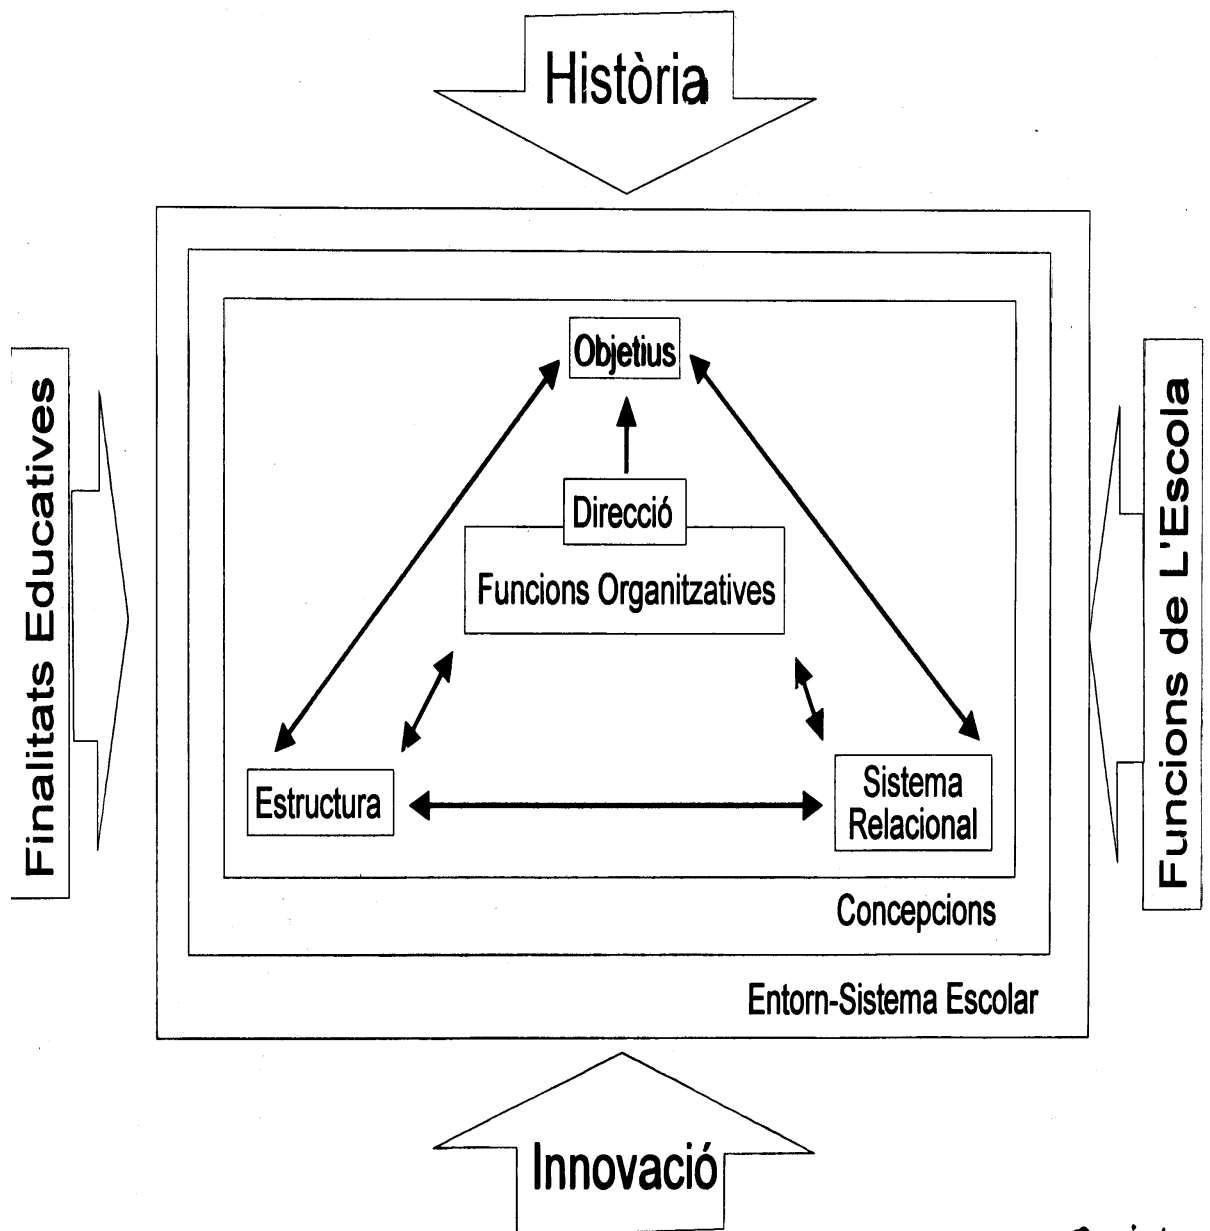 Història
Objetius
Direcció
Funcions Organitzatives
Estructura
Sistema
Relacional
Concepcions
Entorn-Sistema Escolar
Finalitats Educatives
Funcions de L'Escola
Innovació